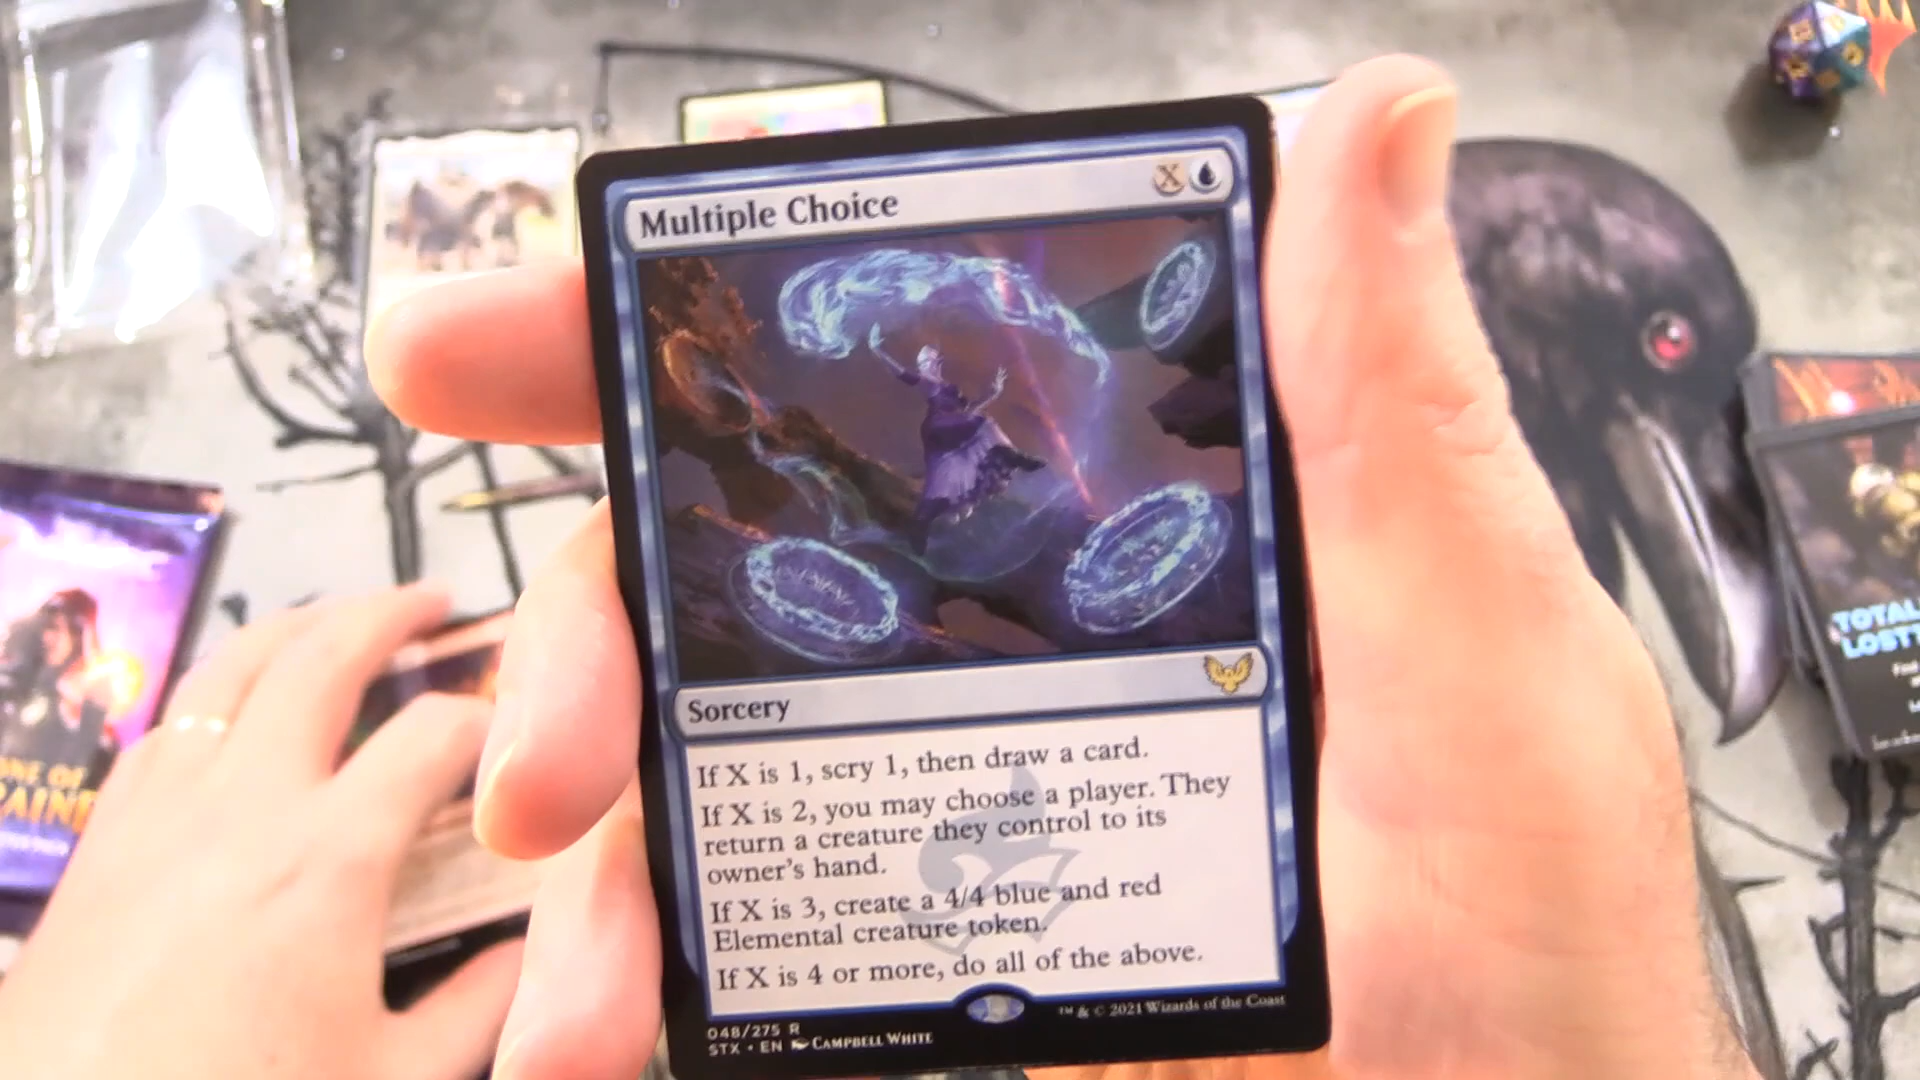 Multiple Choice X
Sorcery
If X is 1, scry 1, then draw a card.
If X is 2, you may choose a player. They
return a creature they control to its
owner's hand.
If X is 3, create a 4/4 blue and red
Elemental creature token.
If X is 4 or more, do all of the above.
048/275 R
STX • EN CAMPBELL WHITE
™ & © 2021 Wizards of the Coast
TOTAL
LOST